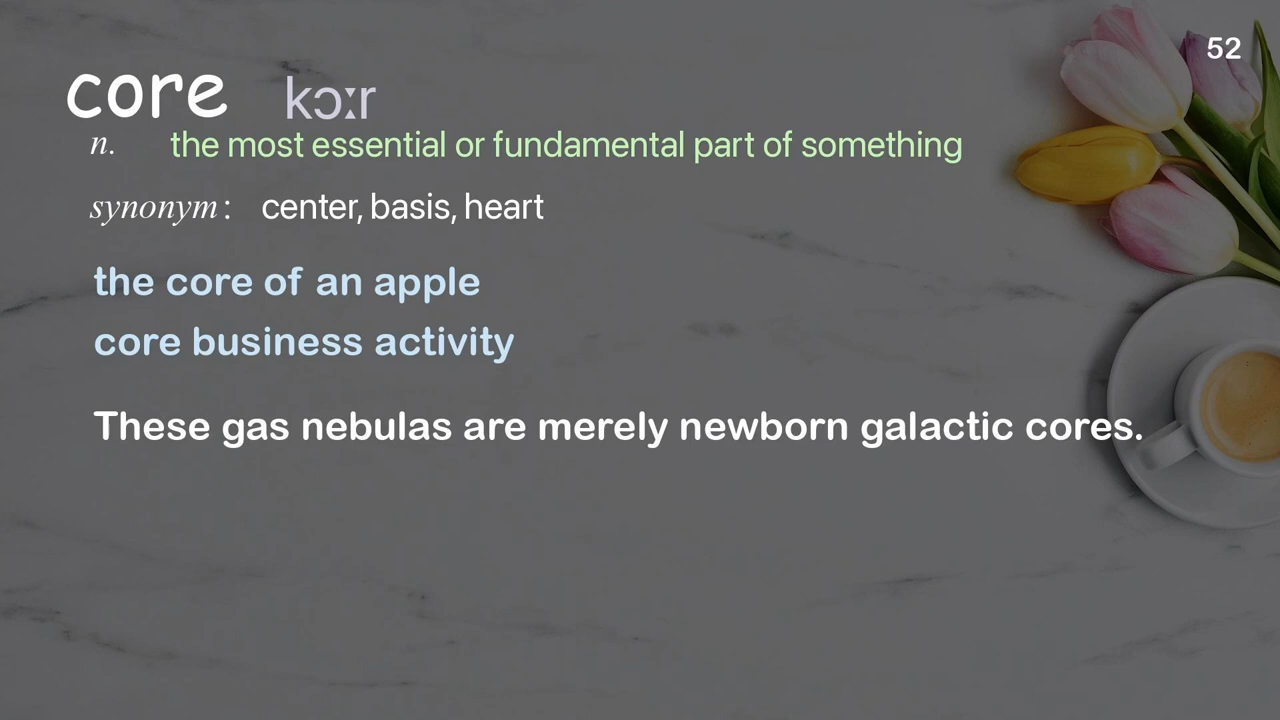 52
core kɔːr
n. the most essential or fundamental part of something
synonym: center, basis, heart
the core of an apple
core business activity
These gas nebulas are merely newborn galactic cores.